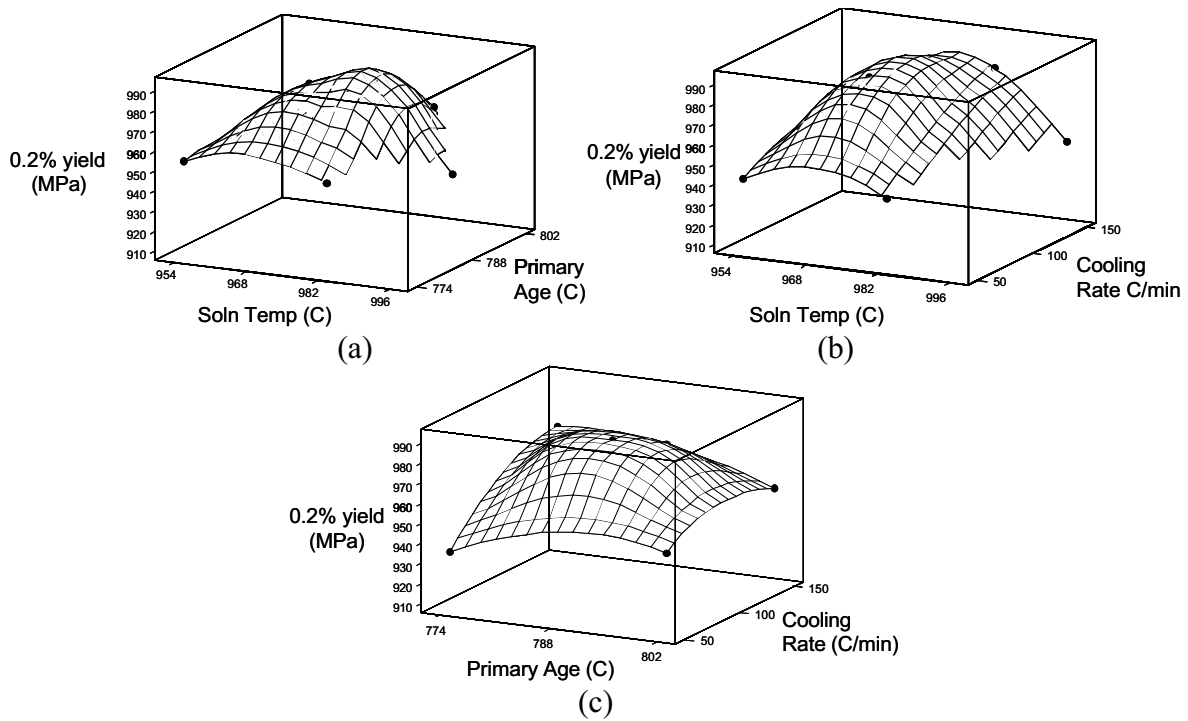 990
980
970
960
950
940
930
920
910
0.2% yield
(MPa)
954
968
982
996
Soln Temp (C)
774
788
802
Primary
Age (C)
(a)
990
980
970
960
950
940
930
920
910
0.2% yield
(MPa)
954
968
982
996
Soln Temp (C)
50
100
150
Cooling
Rate C/min
(b)
990
980
970
960
950
940
930
920
910
0.2% yield
(MPa)
774
788
802
Primary Age (C)
50
100
150
Cooling
Rate (C/min)
(c)